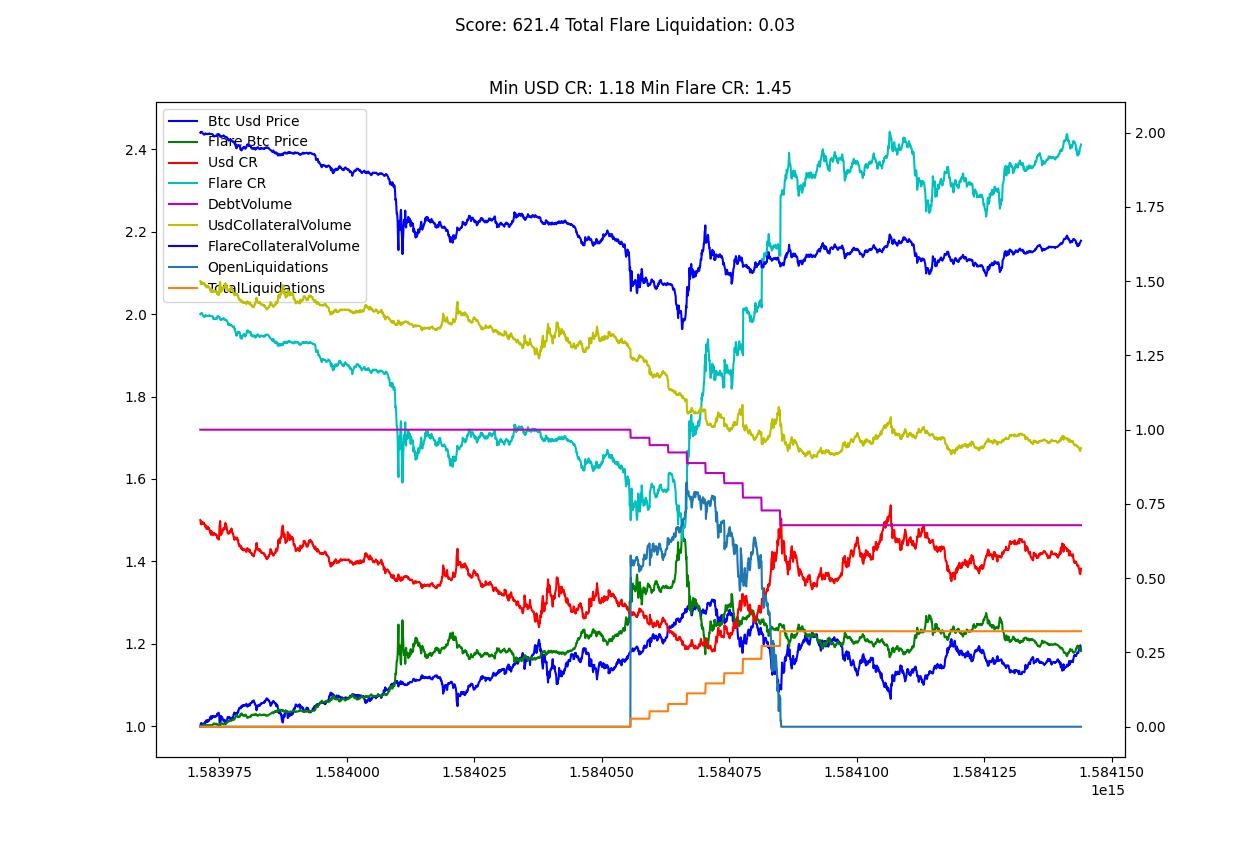 Score: 621.4 Total Flare Liquidation: 0.03
Min USD CR: 1.18 Min Flare CR: 1.45
Btc Usd Price
Flare Btc Price
Usd CR
Flare CR
DebtVolume
UsdCollateralVolume
FlareCollateralVolume
OpenLiquidations
TotalLiquidations
2.4
2.2
2.0
1.8
1.6
1.4
1.2
1.0
2.00
1.75
1.50
1.25
1.00
0.75
0.50
0.25
0.00
1.583975 1.584000 1.584025 1.584050 1.584075 1.584100 1.584125 1.584150
1e15